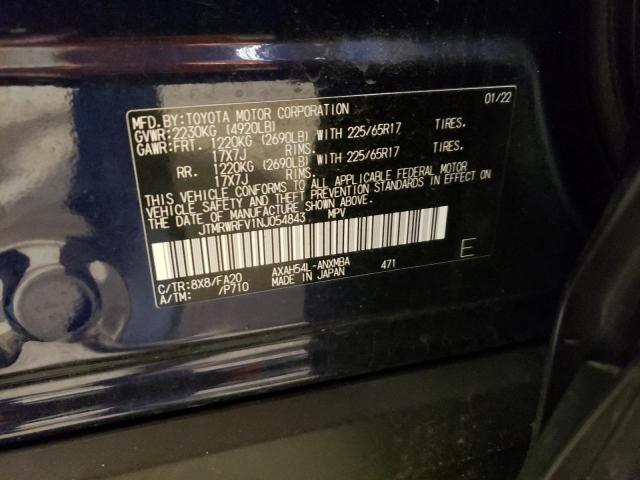 MFD. BY: TOYOTA MOTOR CORPORATION 01/22
GVWR: 2230KG (4920LB)
GAWR: FRT. 1220KG (2690LB) WITH 225/65R17 TIRES.
17X7J RIMS.
RR. 1220KG (2690LB) WITH 225/65R17 TIRES.
17X7J RIMS.
THIS VEHICLE CONFORMS TO ALL APPLICABLE FEDERAL MOTOR
VEHICLE SAFETY AND THEFT PREVENTION STANDARDS IN EFFECT ON
THE DATE OF MANUFACTURE SHOWN ABOVE.
JTMRWRFV1NJ054843 MPV
E
C/TR: 8X8/FA20 AXAH54L-ANXMBA 471
A/TM: /P710 MADE IN JAPAN